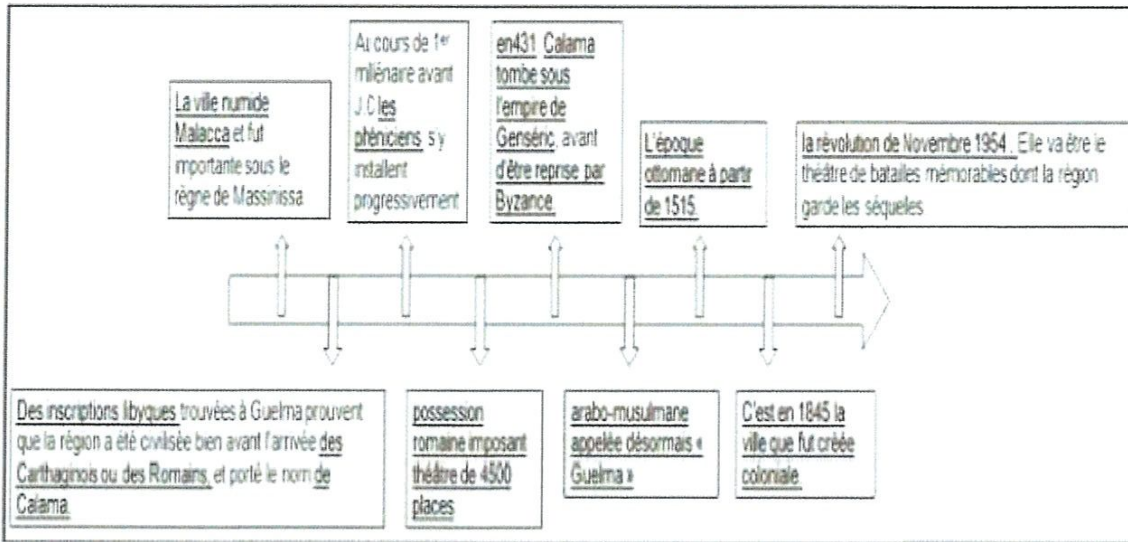 La ville numide
Malacca et fut
importante sous le
règne de Massinissa
Au cours de 1er
milénaire avant
J.C les
phéniciens s'y
installent
progressivement
en431 Calama
tombe sous
l'empire de
Genséric, avant
d'être reprise par
Byzance.
L'époque
ottomane à partir
de 1515.
la révolution de Novembre 1954. Elle va être le
théâtre de batailles mémorables dont la région
garde les séquelles
Des inscriptions libyques trouvées à Guelma prouvent
que la région a été civilisée bien avant l'arrivée des
Carthaginois ou des Romains, et porté le nom de
Calama.
possession
romaine imposant
théâtre de 4500
places
arabo-musulmane
appelée désormais «
Guelma »
C'est en 1845 la
ville que fut créée
coloniale.